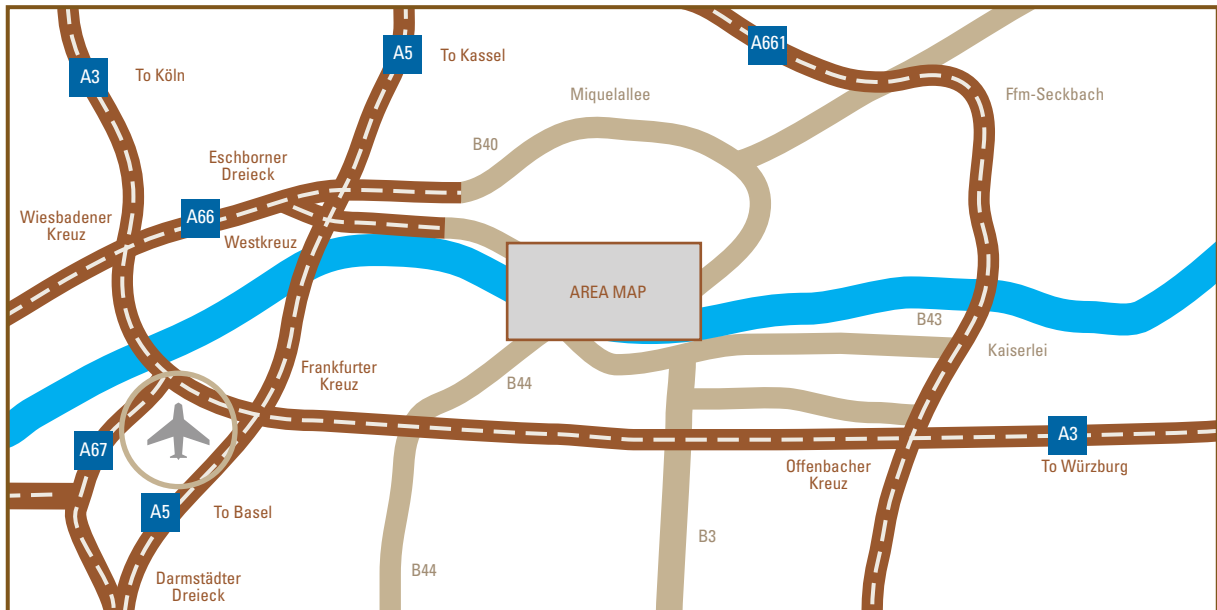 A661
A5
To Kassel
A3
To Köln
Miquelallee
Ffm-Seckbach
B40
Eschborner
Dreieck
Wiesbadener
Kreuz
A66
Westkreuz
AREA MAP
B43
Kaiserlei
Frankfurter
Kreuz
B44
A67
A3
To Würzburg
Offenbacher
Kreuz
A5
To Basel
B3
B44
Darmstädter
Dreieck